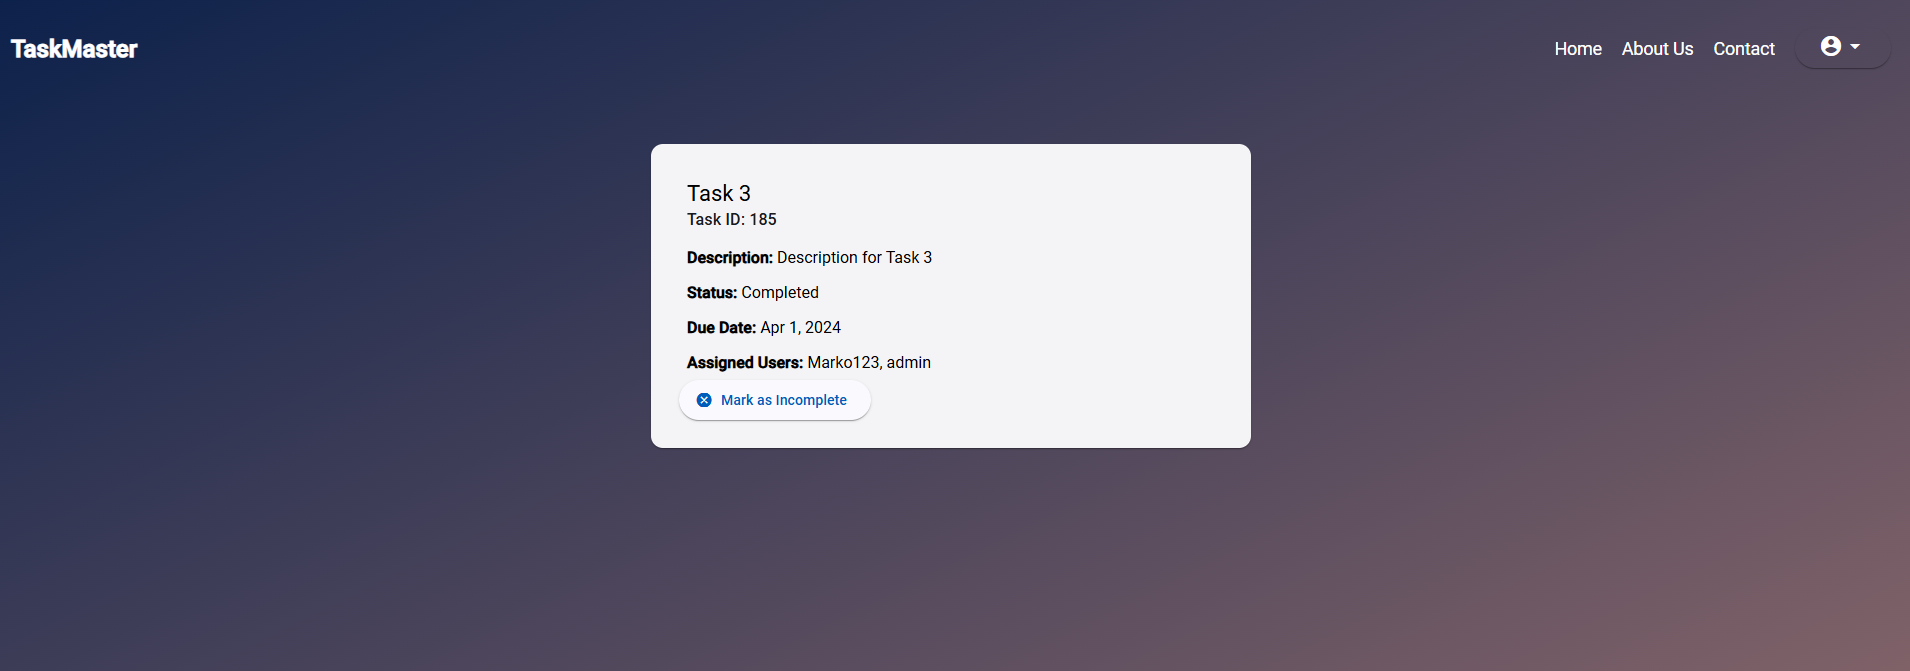 TaskMaster
Home About Us Contact
Task 3
Task ID: 185
Description: Description for Task 3
Status: Completed
Due Date: Apr 1, 2024
Assigned Users: Marko123, admin
Mark as Incomplete